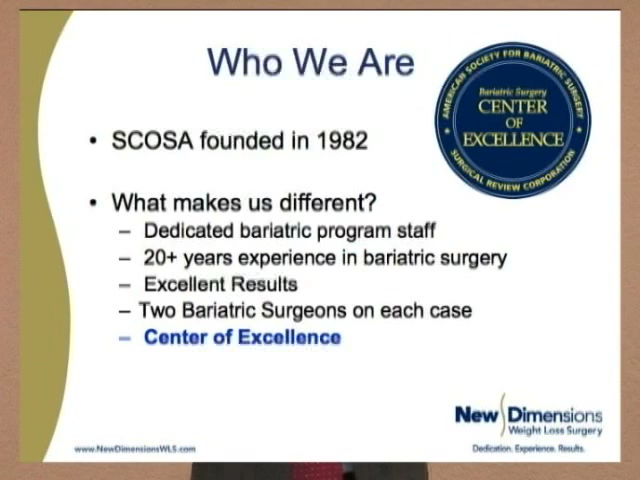 Who We Are
AMERICAN SOCIETY FOR BARIATRIC SURGERY
Bariatric Surgery
CENTER
OF
EXCELLENCE
SURGICAL REVIEW CORPORATION
• SCOSA founded in 1982
• What makes us different?
– Dedicated bariatric program staff
– 20+ years experience in bariatric surgery
– Excellent Results
– Two Bariatric Surgeons on each case
– Center of Excellence
New Dimensions
Weight Loss Surgery
www.NewDimensionsWLS.com
Dedication. Experience. Results.